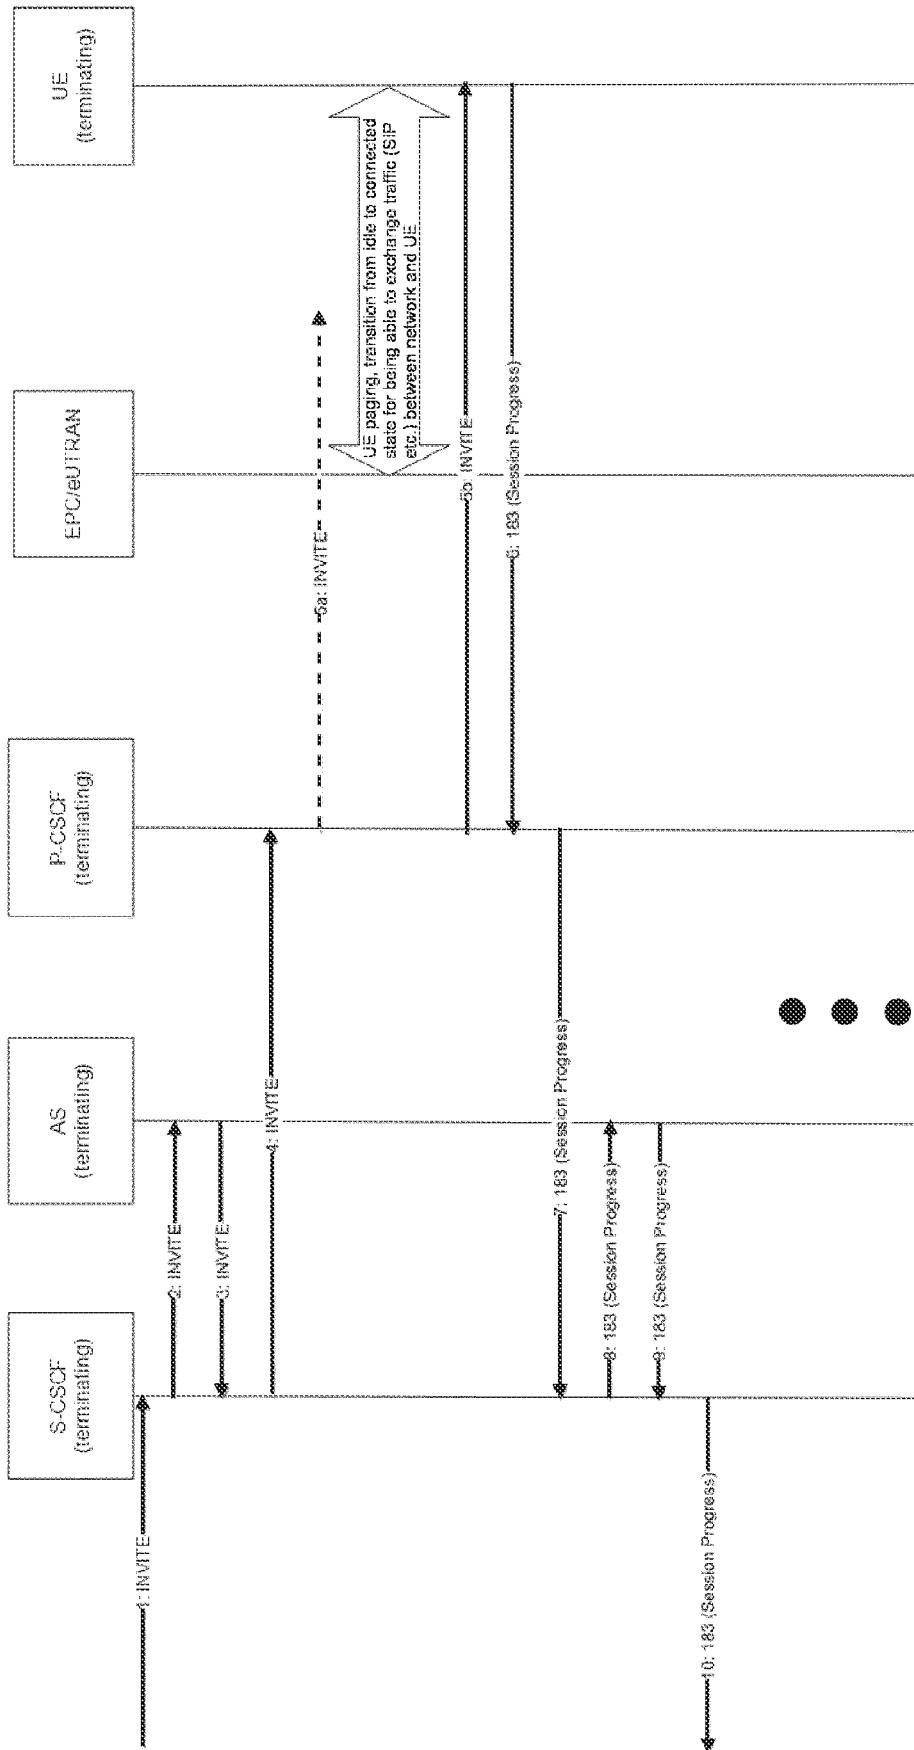 S-CSCF
(terminating)
AS
(terminating)
P-CSCF
(terminating)
EPC/eUTRAN
UE
(terminating)
1: INVITE
2: INVITE
3: INVITE
4: INVITE
5a: INVITE
UE paging, transition from idle to connected
state for being able to exchange traffic (SIP
etc.) between network and UE
5b: INVITE
6: 183 (Session Progress)
7: 183 (Session Progress)
8: 183 (Session Progress)
9: 183 (Session Progress)
10: 183 (Session Progress)